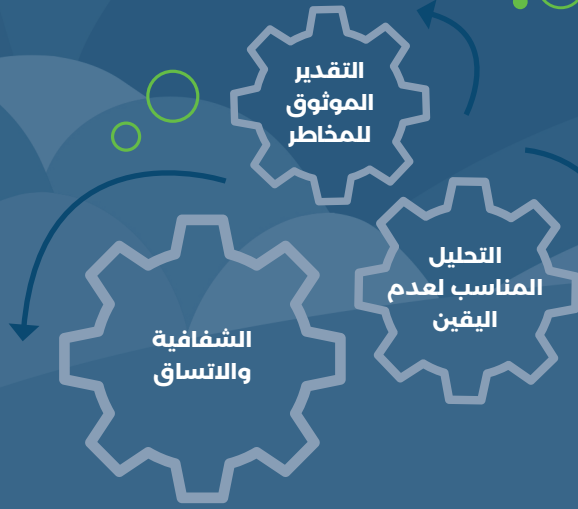 التقدير
الموثوق
للمخاطر
التحليل
المناسب لعدم
اليقين
الشفافية
والاتساق